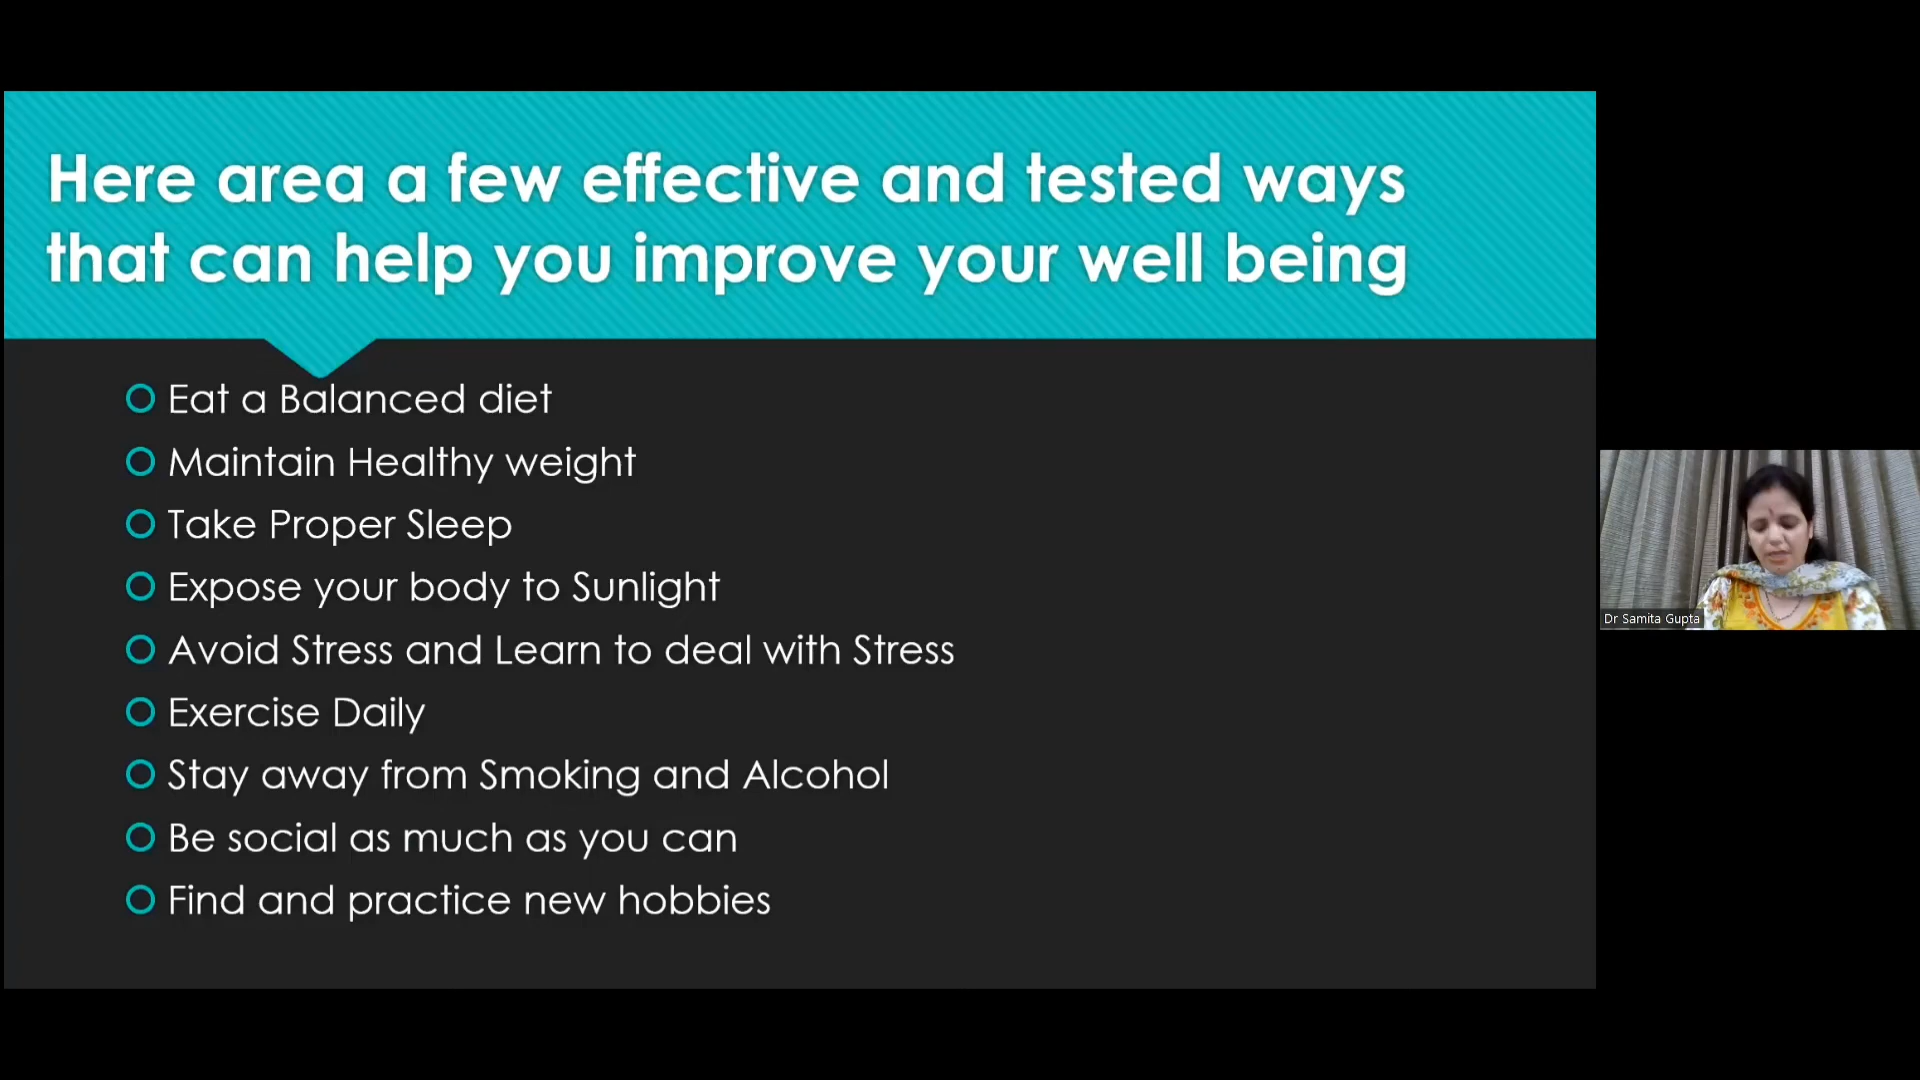 Here area a few effective and tested ways
that can help you improve your well being
Eat a Balanced diet
Maintain Healthy weight
Take Proper Sleep
Expose your body to Sunlight
Avoid Stress and Learn to deal with Stress
Exercise Daily
Stay away from Smoking and Alcohol
Be social as much as you can
Find and practice new hobbies
Dr Samita Gupta